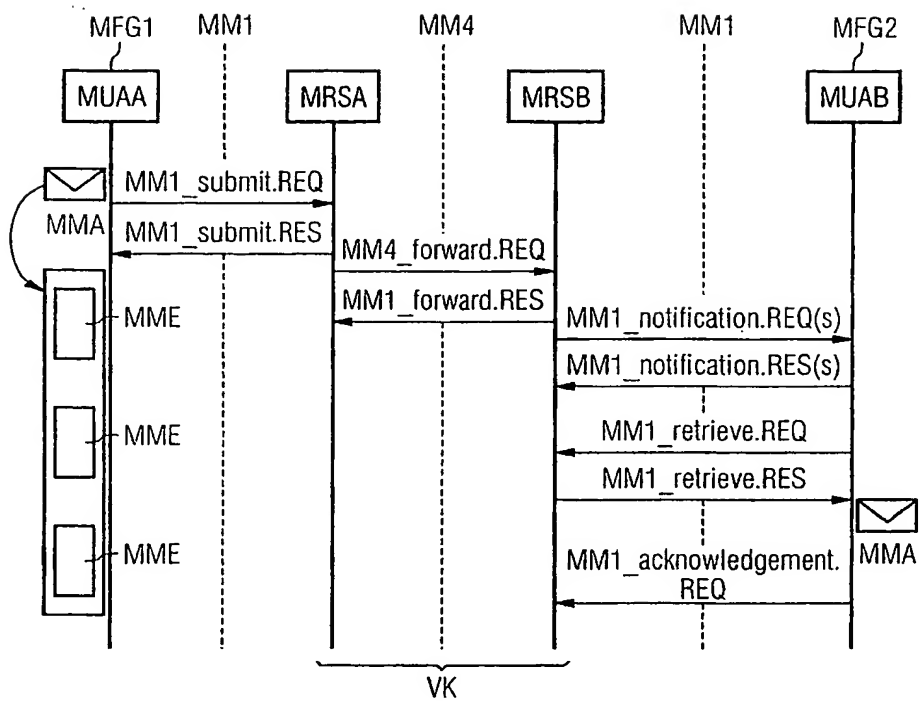 MFG1 MM1 MM4 MM1 MFG2
MUAA MRSA MRSB MUAB
MM1_submit.REQ
MMA
MM1_submit.RES
MM4_forward.REQ
MM1_forward.RES
MME
MM1_notification.REQ(s)
MM1_notification.RES(s)
MME
MM1_retrieve.REQ
MM1_retrieve.RES
MMA
MME
MM1_acknowledgement.
REQ
VK